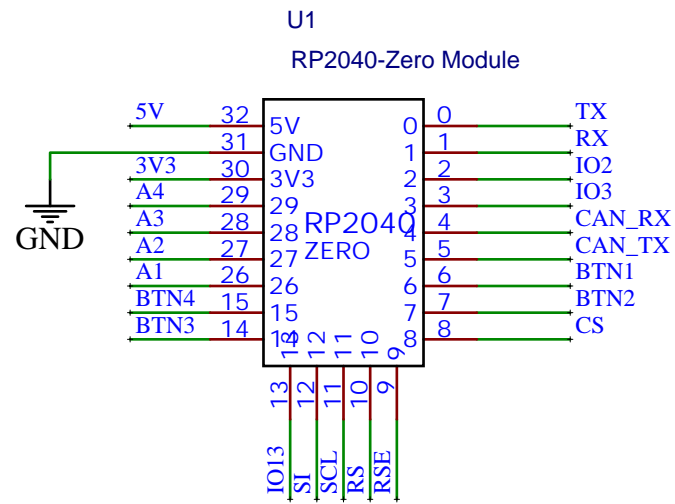 U1
RP2040-Zero Module
5V 32 5V 0 0 TX
31 GND 1 1 RX
3V3 30 3V3 2 2 IO2
A4 29 29 3 3 IO3
A3 28 28 RP2040 4 4 CAN_RX
A2 27 27 ZERO 5 5 CAN_TX
A1 26 26 6 6 BTN1
BTN4 15 15 7 7 BTN2
BTN3 14 14 8 8 CS
GND
13 12 11 10 9
13 12 11 10 9
IO13 SI SCL RS RSE